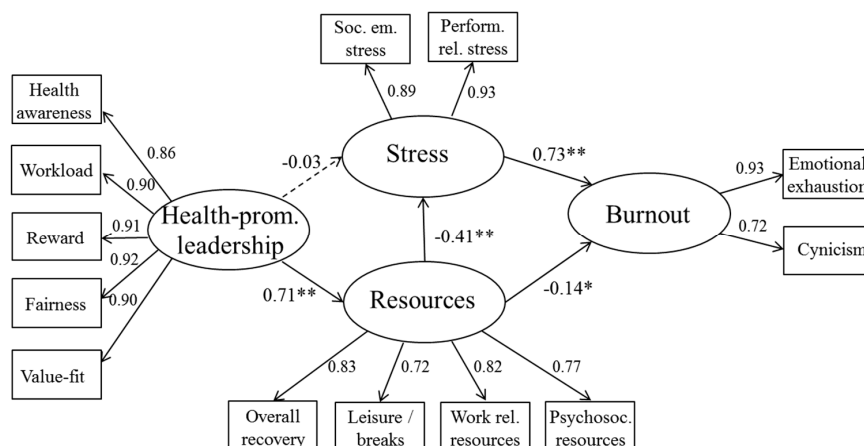 Soc. em.
stress
Perform.
rel. stress
Health
awareness
0.89
0.93
0.86
Stress
-0.03
0.73**
0.93
Emotional
exhaustion
Workload
0.90
Health-prom.
leadership
Burnout
0.72
Cynicism
Reward
0.91
-0.41**
0.92
Fairness
0.90
0.71**
Resources
-0.14*
Value-fit
0.83
0.72
0.82
0.77
Overall
recovery
Leisure /
breaks
Work rel.
resources
Psychosoc.
resources